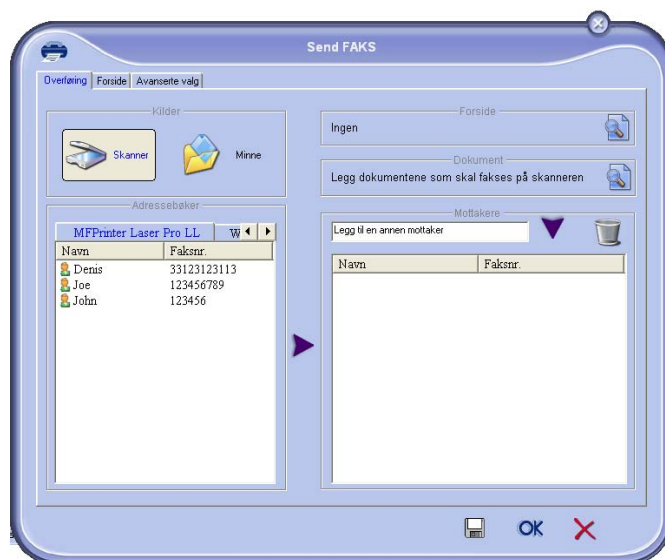 Send FAKS
Overføring Forside Avanserte valg
Kilder
Skanner
Minne
Forside
Ingen
Dokument
Legg dokumentene som skal fakses på skanneren
Adressebøker
MFPrinter Laser Pro LL W
Navn Faksnr.
Denis 33123123113
Joe 123456789
John 123456
Mottakere
Legg til en annen mottaker
Navn Faksnr.
OK